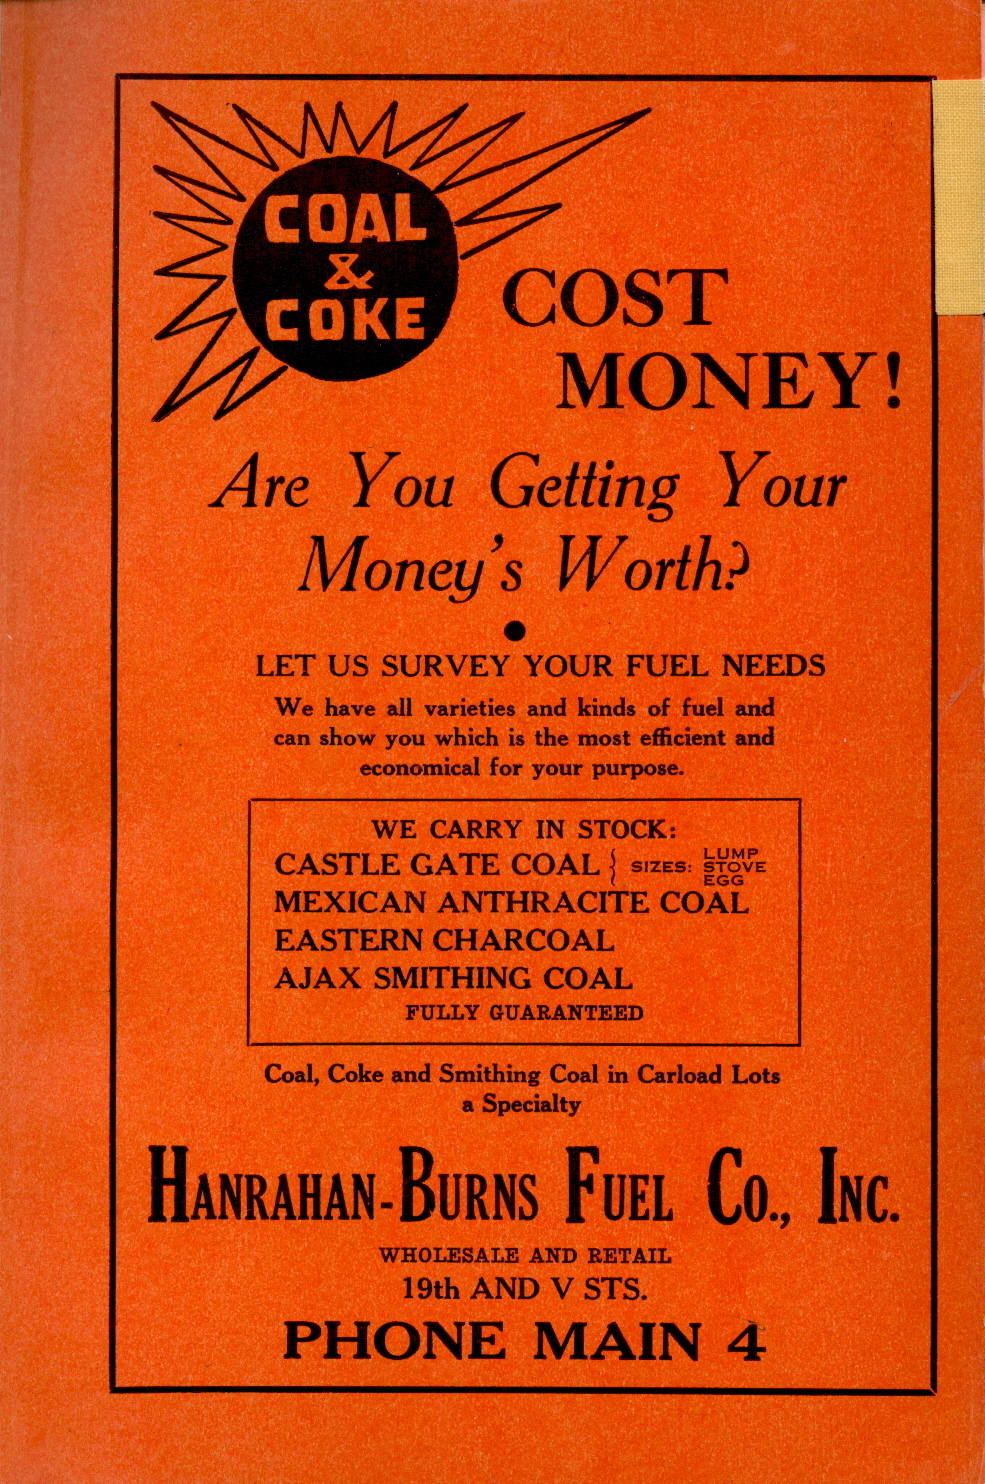 COAL
&
COKE
COST
MONEY!
Are You Getting Your
Money's Worth?
LET US SURVEY YOUR FUEL NEEDS
We have all varieties and kinds of fuel and
can show you which is the most efficient and
economical for your purpose.
WE CARRY IN STOCK:
CASTLE GATE COAL { SIZES: LUMP
STOVE
EGG
MEXICAN ANTHRACITE COAL
EASTERN CHARCOAL
AJAX SMITHING COAL
FULLY GUARANTEED
Coal, Coke and Smithing Coal in Carload Lots
a Specialty
HANRAHAN-BURNS FUEL CO., INC.
WHOLESALE AND RETAIL
19th AND V STS.
PHONE MAIN 4